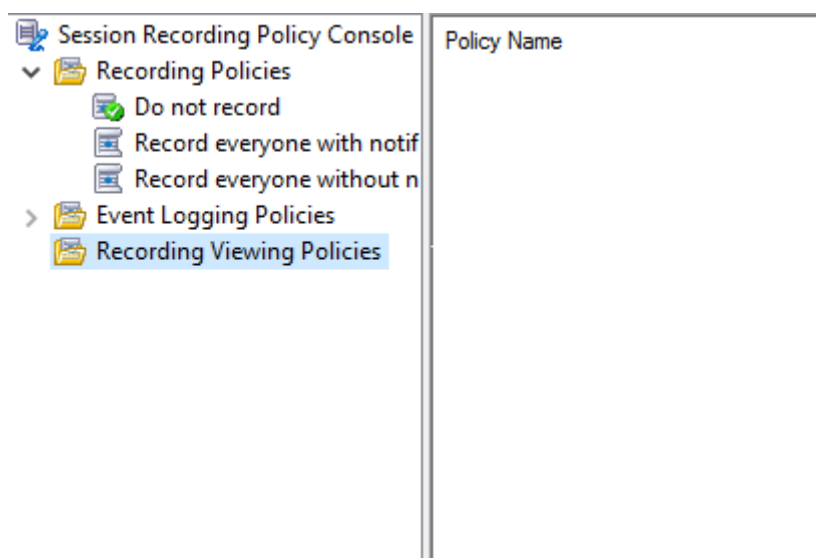 Session Recording Policy Console
Policy Name
Recording Policies
Do not record
Record everyone with notif
Record everyone without n
Event Logging Policies
Recording Viewing Policies